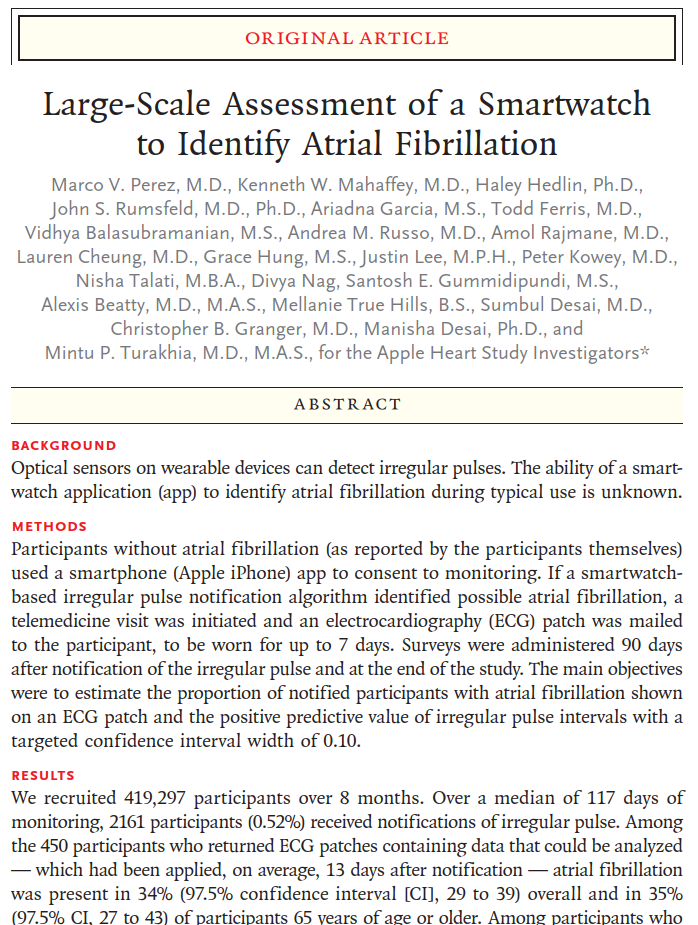 ORIGINAL ARTICLE
Large-Scale Assessment of a Smartwatch
to Identify Atrial Fibrillation
Marco V. Perez, M.D., Kenneth W. Mahaffey, M.D., Haley Hedlin, Ph.D.,
John S. Rumsfeld, M.D., Ph.D., Ariadna Garcia, M.S., Todd Ferris, M.D.,
Vidhya Balasubramanian, M.S., Andrea M. Russo, M.D., Amol Rajmane, M.D.,
Lauren Cheung, M.D., Grace Hung, M.S., Justin Lee, M.P.H., Peter Kowey, M.D.,
Nisha Talati, M.B.A., Divya Nag, Santosh E. Gummidipundi, M.S.,
Alexis Beatty, M.D., M.A.S., Mellanie True Hills, B.S., Sumbul Desai, M.D.,
Christopher B. Granger, M.D., Manisha Desai, Ph.D., and
Mintu P. Turakhia, M.D., M.A.S., for the Apple Heart Study Investigators*
ABSTRACT
BACKGROUND
Optical sensors on wearable devices can detect irregular pulses. The ability of a smart-
watch application (app) to identify atrial fibrillation during typical use is unknown.
METHODS
Participants without atrial fibrillation (as reported by the participants themselves)
used a smartphone (Apple iPhone) app to consent to monitoring. If a smartwatch-
based irregular pulse notification algorithm identified possible atrial fibrillation, a
telemedicine visit was initiated and an electrocardiography (ECG) patch was mailed
to the participant, to be worn for up to 7 days. Surveys were administered 90 days
after notification of the irregular pulse and at the end of the study. The main objectives
were to estimate the proportion of notified participants with atrial fibrillation shown
on an ECG patch and the positive predictive value of irregular pulse intervals with a
targeted confidence interval width of 0.10.
RESULTS
We recruited 419,297 participants over 8 months. Over a median of 117 days of
monitoring, 2161 participants (0.52%) received notifications of irregular pulse. Among
the 450 participants who returned ECG patches containing data that could be analyzed
— which had been applied, on average, 13 days after notification — atrial fibrillation
was present in 34% (97.5% confidence interval [CI], 29 to 39) overall and in 35%
(97.5% CI, 27 to 43) of participants 65 years of age or older. Among participants who